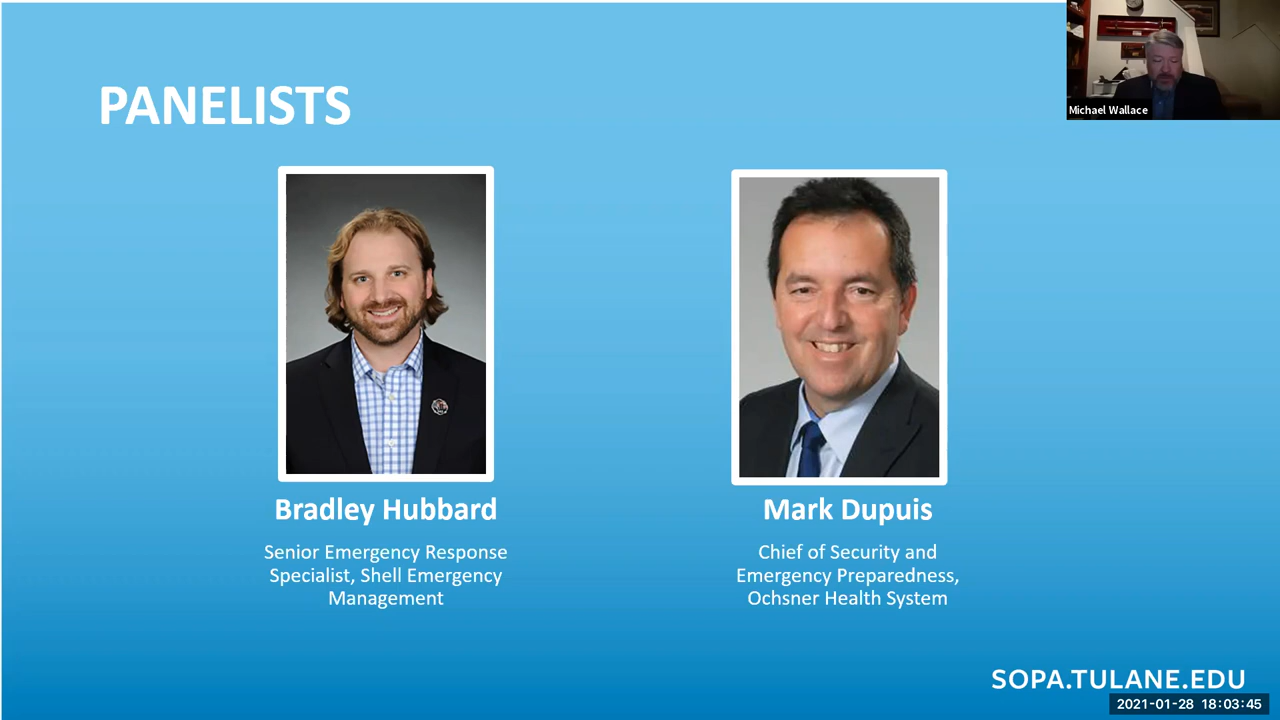 PANELISTS
Michael Wallace
Bradley Hubbard
Senior Emergency Response
Specialist, Shell Emergency
Management
Mark Dupuis
Chief of Security and
Emergency Preparedness,
Ochsner Health System
SOPA.TULANE.EDU
2021-01-28 18:03:45